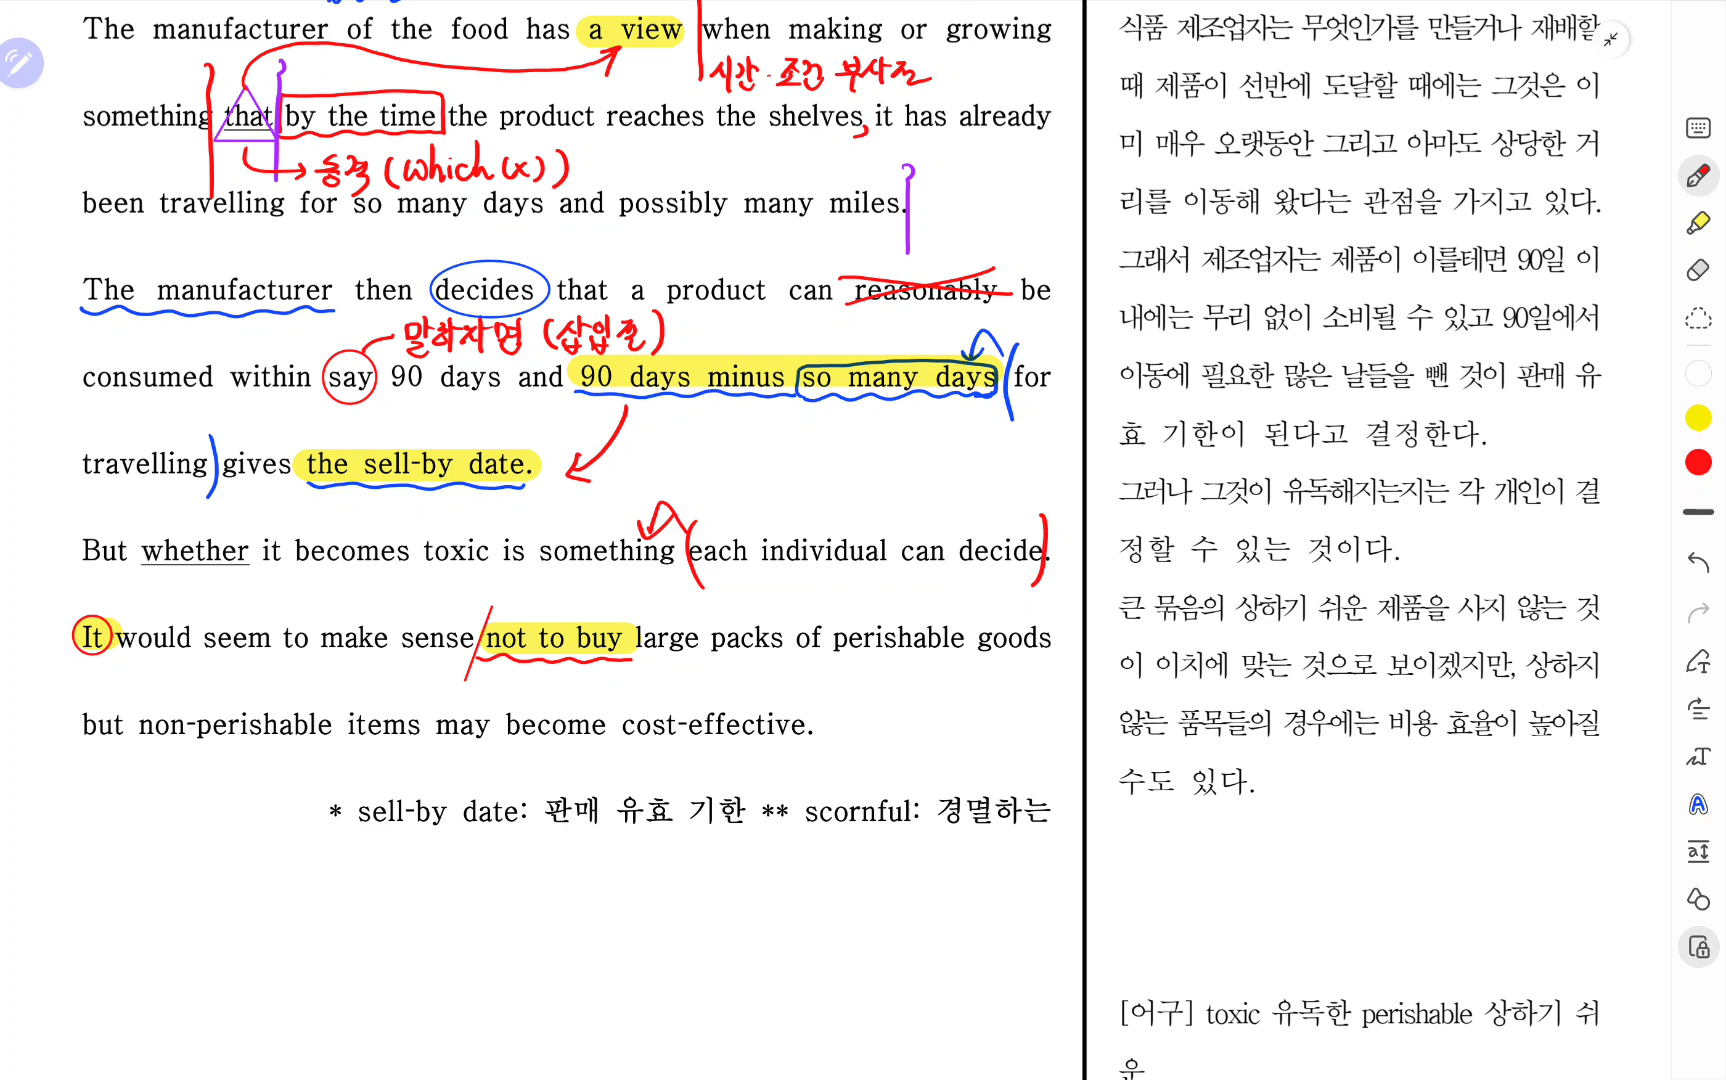 The manufacturer of the food has a view when making or growing
시간·조건 부사절
something that by the time the product reaches the shelves, it has already
동격 (which(x))
been travelling for so many days and possibly many miles.
The manufacturer then decides that a product can reasonably be
말하자면 (삽입절)
consumed within say 90 days and 90 days minus so many days for
travelling gives the sell-by date.
But whether it becomes toxic is something each individual can decide.
It would seem to make sense not to buy large packs of perishable goods
but non-perishable items may become cost-effective.
* sell-by date: 판매 유효 기한 ** scornful: 경멸하는
식품 제조업자는 무엇인가를 만들거나 재배할
때 제품이 선반에 도달할 때에는 그것은 이
미 매우 오랫동안 그리고 아마도 상당한 거
리를 이동해 왔다는 관점을 가지고 있다.
그래서 제조업자는 제품이 이를테면 90일 이
내에는 무리 없이 소비될 수 있고 90일에서
이동에 필요한 많은 날들을 뺀 것이 판매 유
효 기한이 된다고 결정한다.
그러나 그것이 유독해지는지는 각 개인이 결
정할 수 있는 것이다.
큰 묶음의 상하기 쉬운 제품을 사지 않는 것
이 이치에 맞는 것으로 보이겠지만, 상하지
않는 품목들의 경우에는 비용 효율이 높아질
수도 있다.
[어구] toxic 유독한 perishable 상하기 쉬
운